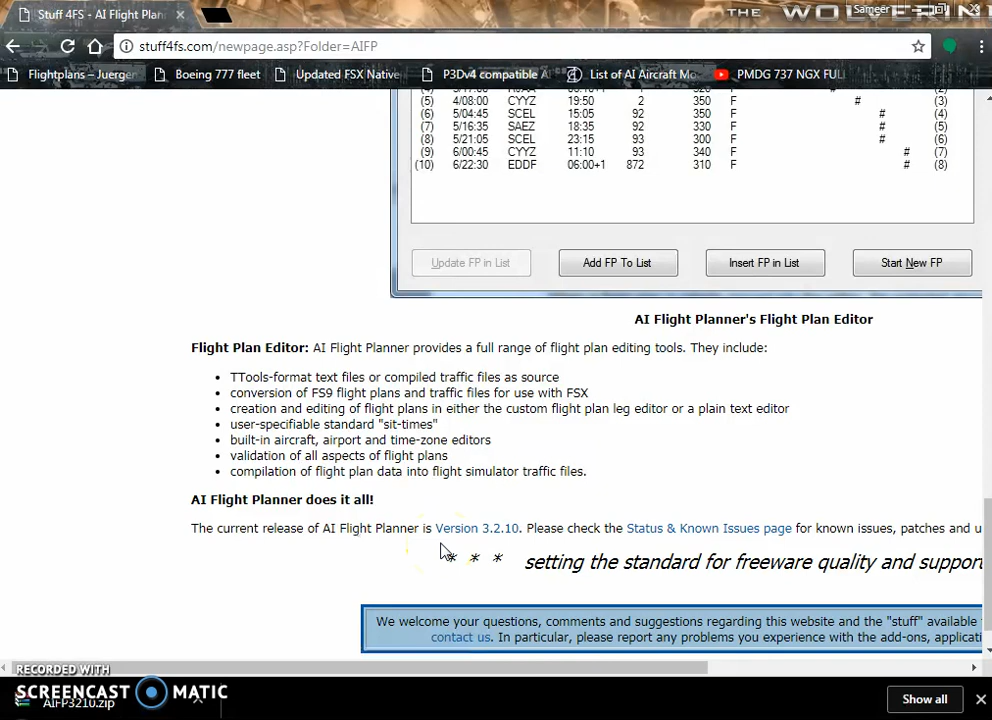 Stuff 4FS - AI Flight Plan
THE WOLVERIN
Sameer
stuff4fs.com/newpage.asp?Folder=AIFP
Flightplans – Juerge
Boeing 777 fleet
Updated FSX Native
P3Dv4 compatible A
List of AI Aircraft Mo
PMDG 737 NGX FUL
(5) 4/08:00 CYYZ 19:50 2 350 F # (3)
(6) 5/04:45 SCEL 15:05 92 350 F # (4)
(7) 5/16:35 SAEZ 18:35 92 330 F # (5)
(8) 5/21:05 SCEL 23:15 93 300 F # (6)
(9) 6/00:45 CYYZ 11:10 93 340 F # (7)
(10) 6/22:30 EDDF 06:00+1 872 310 F # (8)
Update FP in List
Add FP To List
Insert FP in List
Start New FP
AI Flight Planner's Flight Plan Editor
Flight Plan Editor: AI Flight Planner provides a full range of flight plan editing tools. They include:
• TTools-format text files or compiled traffic files as source
• conversion of FS9 flight plans and traffic files for use with FSX
• creation and editing of flight plans in either the custom flight plan leg editor or a plain text editor
• user-specifiable standard "sit-times"
• built-in aircraft, airport and time-zone editors
• validation of all aspects of flight plans
• compilation of flight plan data into flight simulator traffic files.
AI Flight Planner does it all!
The current release of AI Flight Planner is Version 3.2.10. Please check the Status & Known Issues page for known issues, patches and u
* * * setting the standard for freeware quality and support
We welcome your questions, comments and suggestions regarding this website and the "stuff" available
contact us. In particular, please report any problems you experience with the add-ons, applicati
RECORDED WITH
SCREENCAST MATIC
AIFP3210.zip
Show all